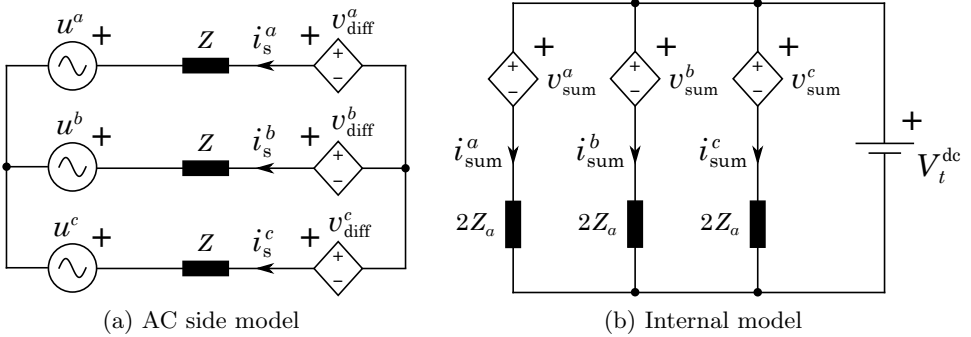 u^a + Z i_s^a + v_diff^a
+
−
u^b + Z i_s^b + v_diff^b
+
−
u^c + Z i_s^c + v_diff^c
+
−
(a) AC side model
+ + +
+ v_sum^a + v_sum^b + v_sum^c
− − −
i_sum^a i_sum^b i_sum^c + V_t^dc
2Z_a 2Z_a 2Z_a
(b) Internal model